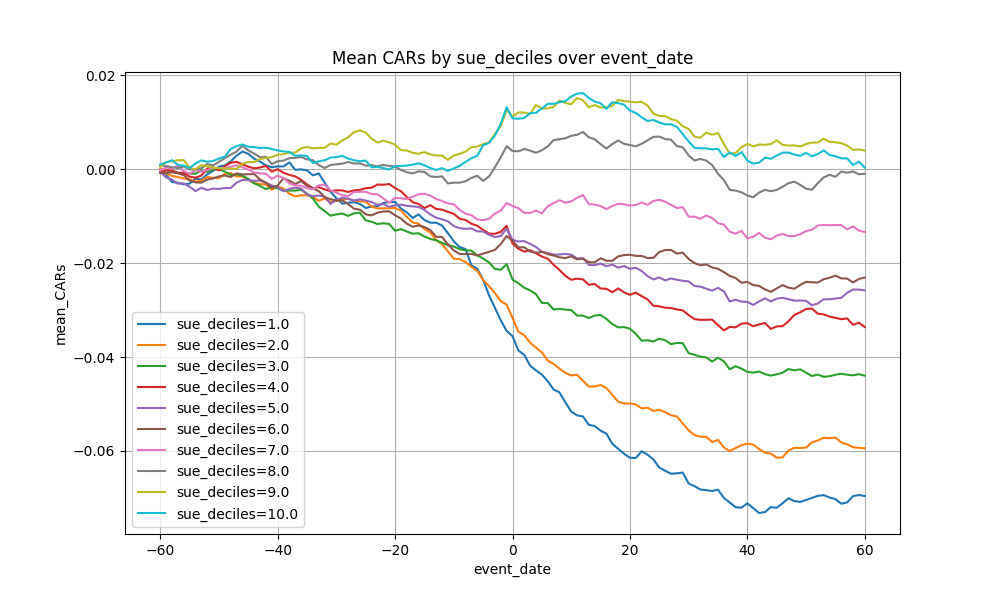 Mean CARs by sue_deciles over event_date
mean_CARs
0.02
0.00
−0.02
−0.04
−0.06
sue_deciles=1.0
sue_deciles=2.0
sue_deciles=3.0
sue_deciles=4.0
sue_deciles=5.0
sue_deciles=6.0
sue_deciles=7.0
sue_deciles=8.0
sue_deciles=9.0
sue_deciles=10.0
−60 −40 −20 0 20 40 60
event_date